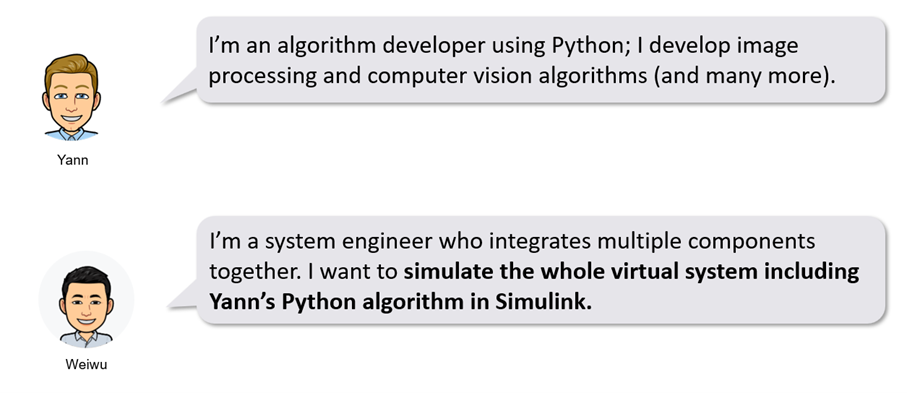 I'm an algorithm developer using Python; I develop image
processing and computer vision algorithms (and many more).
Yann
I'm a system engineer who integrates multiple components
together. I want to simulate the whole virtual system including
Yann's Python algorithm in Simulink.
Weiwu